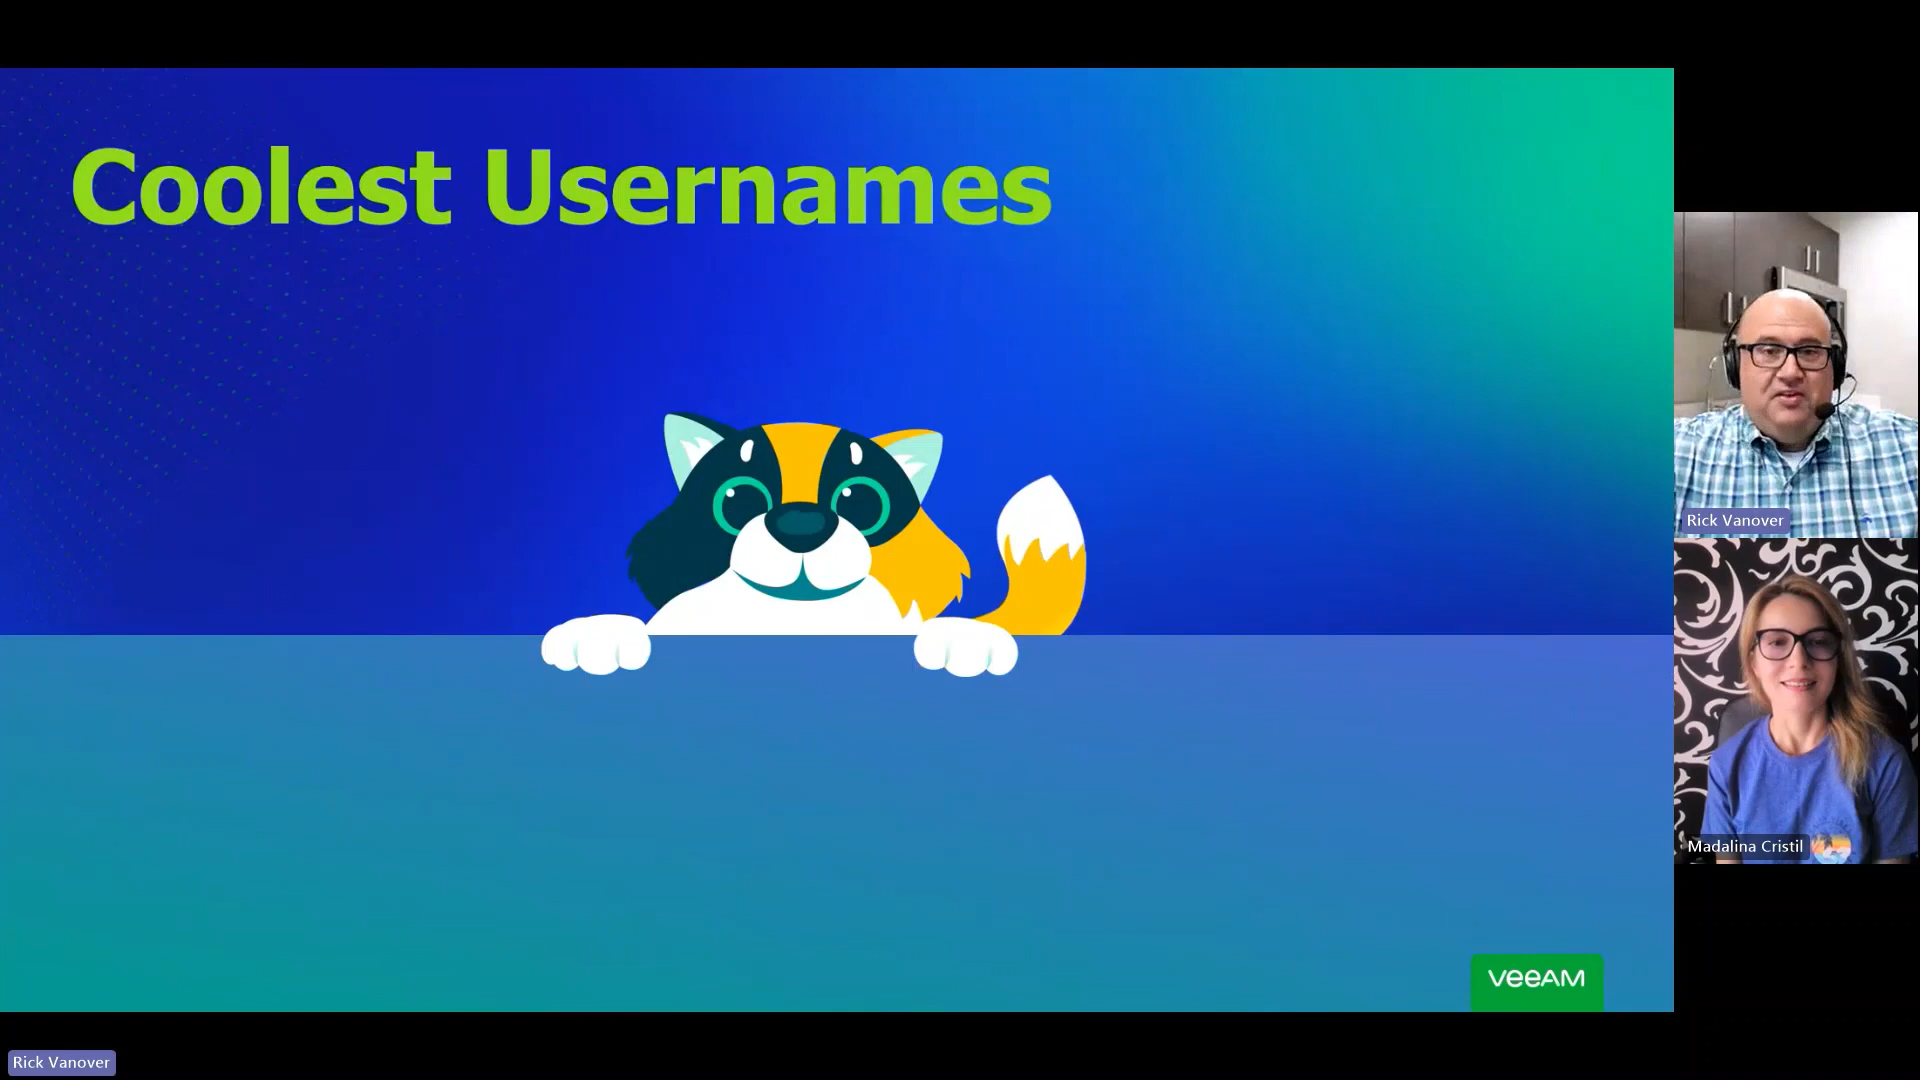 Coolest Usernames
Rick Vanover
Madalina Cristil
veeAM
Rick Vanover